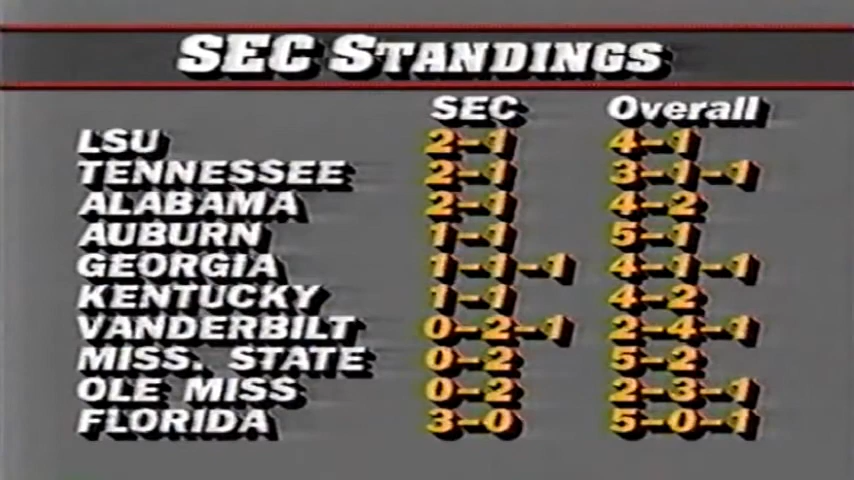 SEC STANDINGS
SEC Overall
LSU 2-1 4-1
TENNESSEE 2-1 3-1-1
ALABAMA 2-1 4-2
AUBURN 1-1 5-1
GEORGIA 1-1-1 4-1-1
KENTUCKY 1-1 4-2
VANDERBILT 0-2-1 2-4-1
MISS. STATE 0-2 5-2
OLE MISS 0-2 2-3-1
FLORIDA 3-0 5-0-1